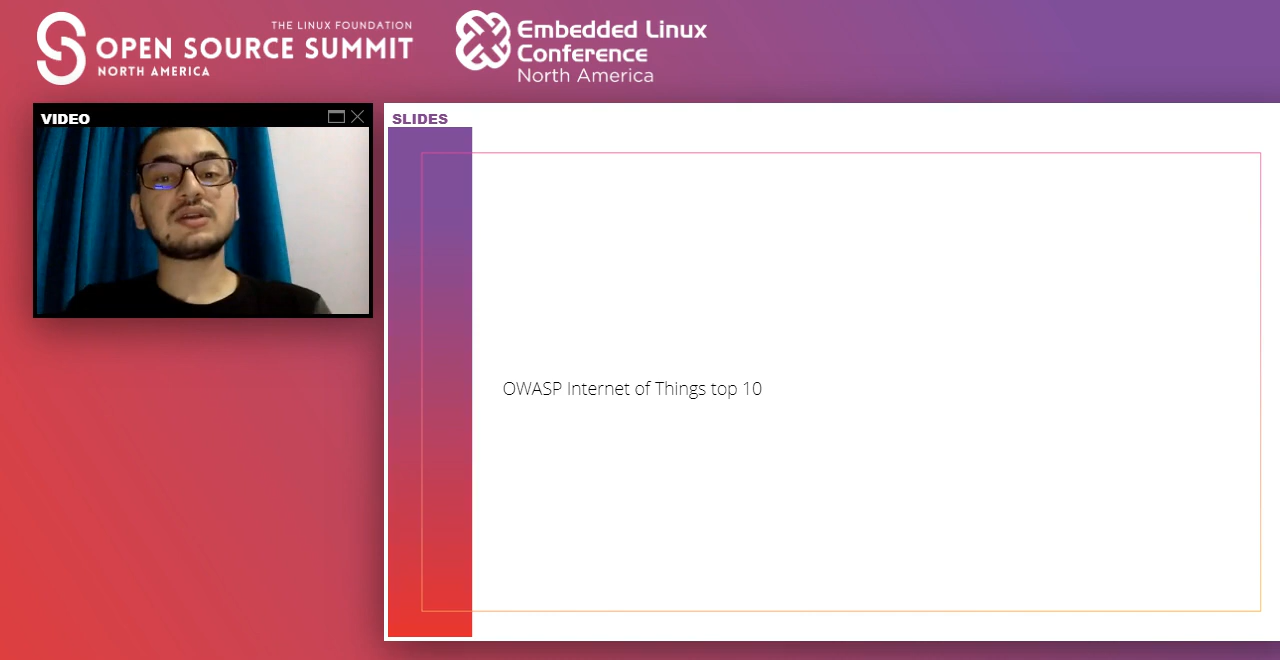 THE LINUX FOUNDATION
OPEN SOURCE SUMMIT
NORTH AMERICA
Embedded Linux
Conference
North America
VIDEO
SLIDES
OWASP Internet of Things top 10